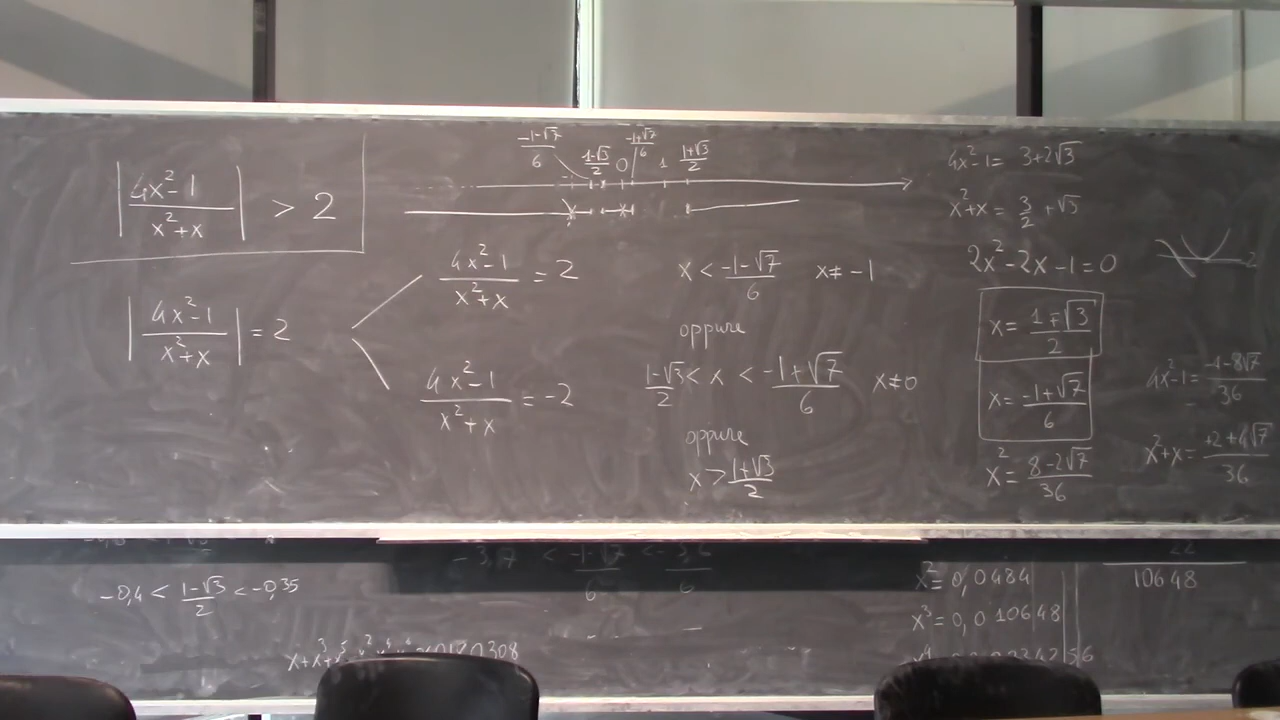 |4x²-1 / x²+x| > 2
|4x²-1 / x²+x| = 2
4x²-1 / x²+x = 2
4x²-1 / x²+x = -2
-1-√7 / 6
1-√3 / 2
0
-1+√7 / 6
1
1+√3 / 2
x < -1-√7 / 6 x ≠ -1
oppure
1-√3 / 2 < x < -1+√7 / 6 x ≠ 0
oppure
x > 1+√3 / 2
4x²-1 = 3+2√3
x²+x = 3/2 + √3
2x²-2x-1=0
x = 1∓√3 / 2
x = -1+√7 / 6
x² = 8-2√7 / 36
4x²-1 = -4-8√7 / 36
x²+x = +2+4√7 / 36
-0,4 < 1-√3 / 2 < -0,35
-1-√7 / 6
x² = 0,0484
x³ = 0,010648
10648